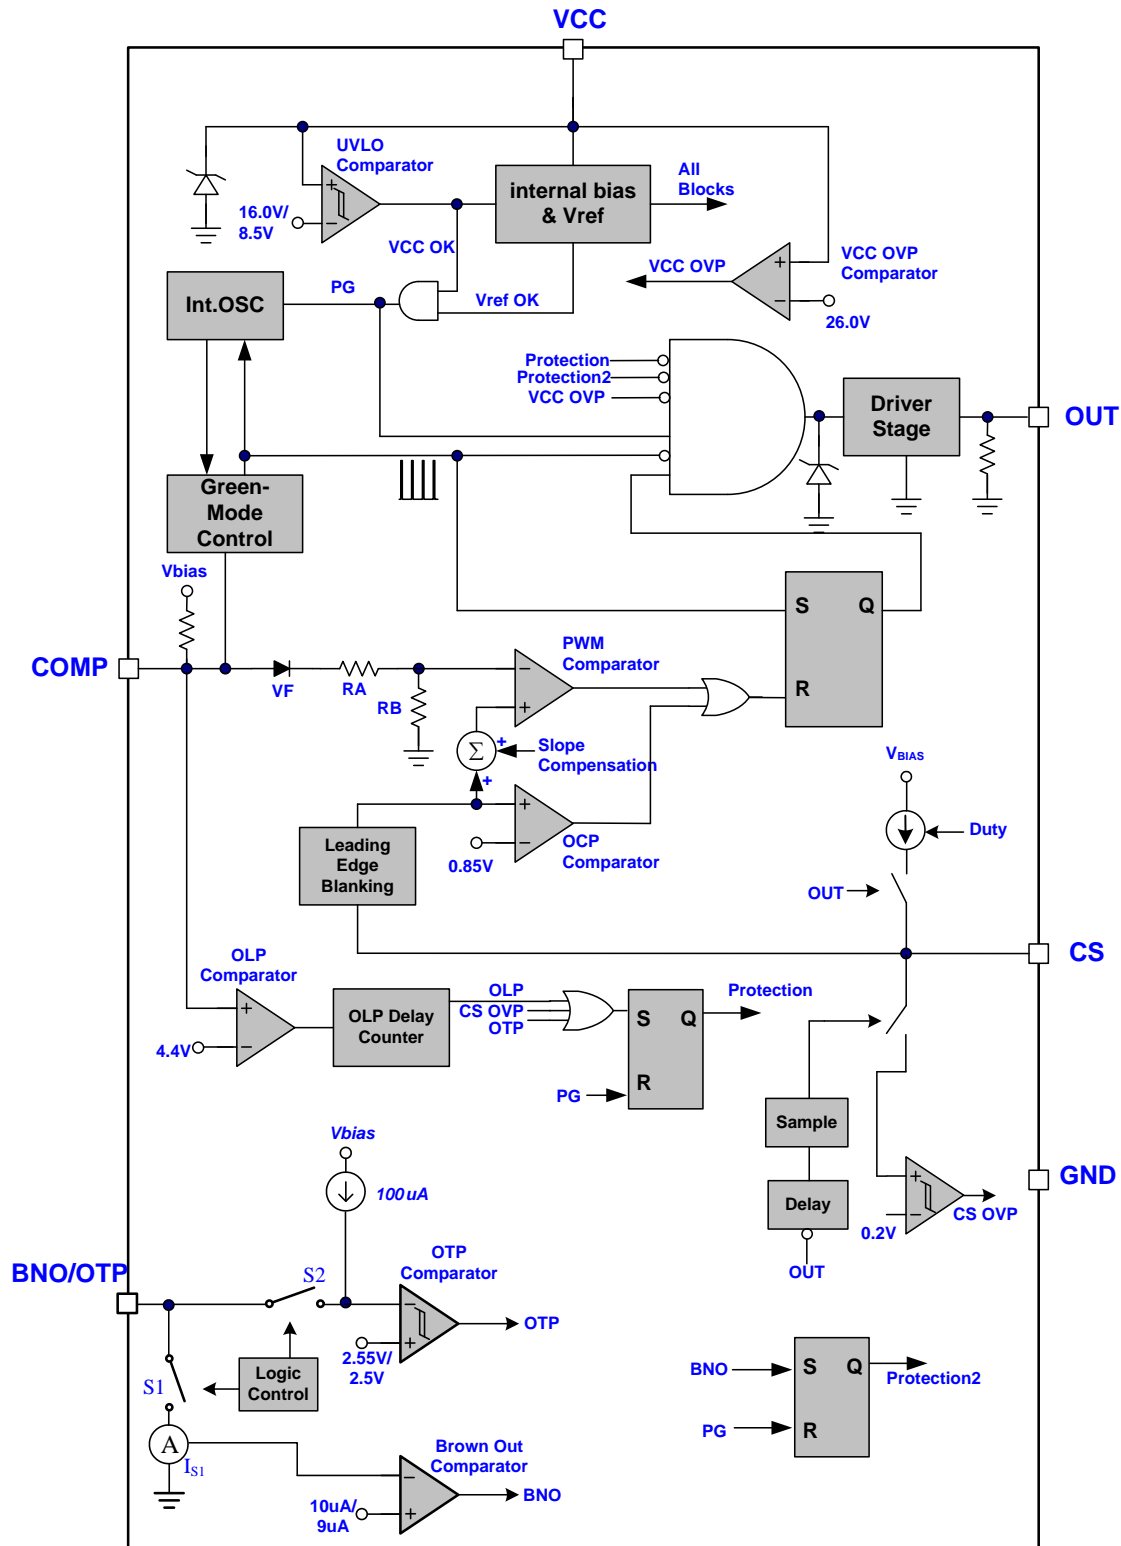 VCC
UVLO
Comparator
+
−
16.0V/
8.5V
internal bias
& Vref
All
Blocks
VCC OK
VCC OVP
+
−
VCC OVP
Comparator
26.0V
Int.OSC
PG
Vref OK
Protection
Protection2
VCC OVP
Driver
Stage
OUT
Green-
Mode
Control
Vbias
S
Q
R
COMP
VF
RA
RB
PWM
Comparator
−
+
Σ
+
+
Slope
Compensation
VBIAS
Duty
Leading
Edge
Blanking
+
−
0.85V
OCP
Comparator
OUT
CS
OLP
Comparator
+
−
4.4V
OLP Delay
Counter
OLP
CS OVP
OTP
S
Q
R
Protection
PG
Sample
Delay
OUT
+
−
0.2V
CS OVP
GND
Vbias
100uA
BNO/OTP
S2
OTP
Comparator
−
+
OTP
2.55V/
2.5V
S1
Logic
Control
A
IS1
Brown Out
Comparator
−
+
10uA/
9uA
BNO
BNO
S
Q
R
PG
Protection2